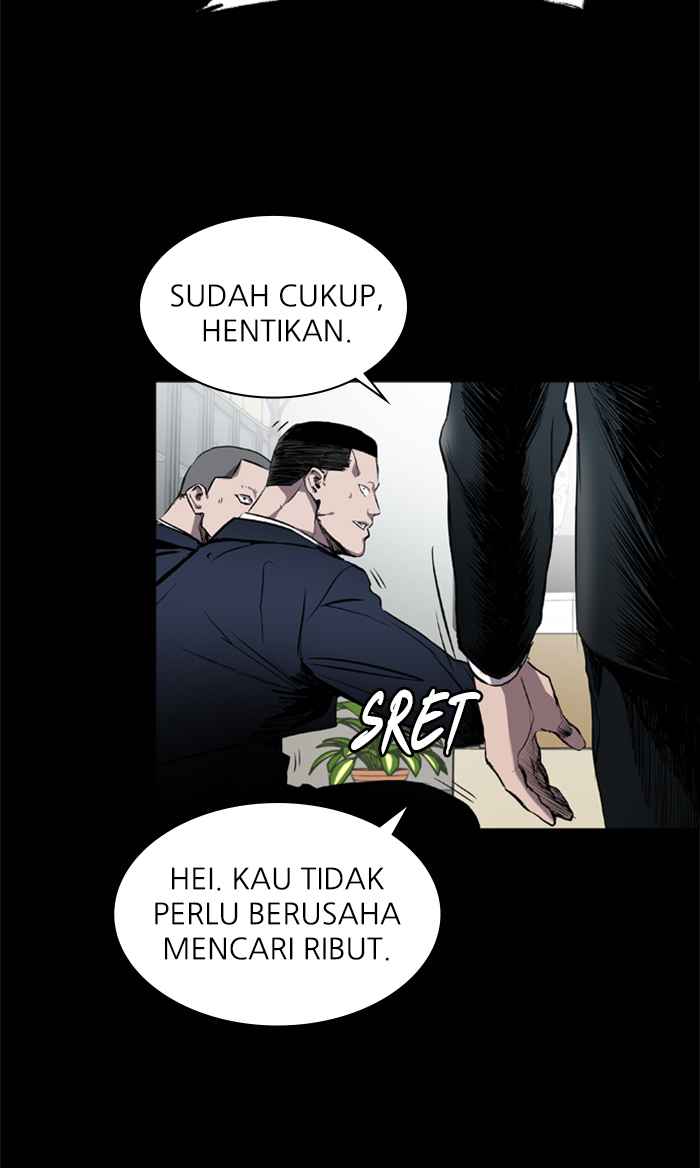 SUDAH CUKUP,
HENTIKAN.
SRET
HEI. KAU TIDAK
PERLU BERUSAHA
MENCARI RIBUT.